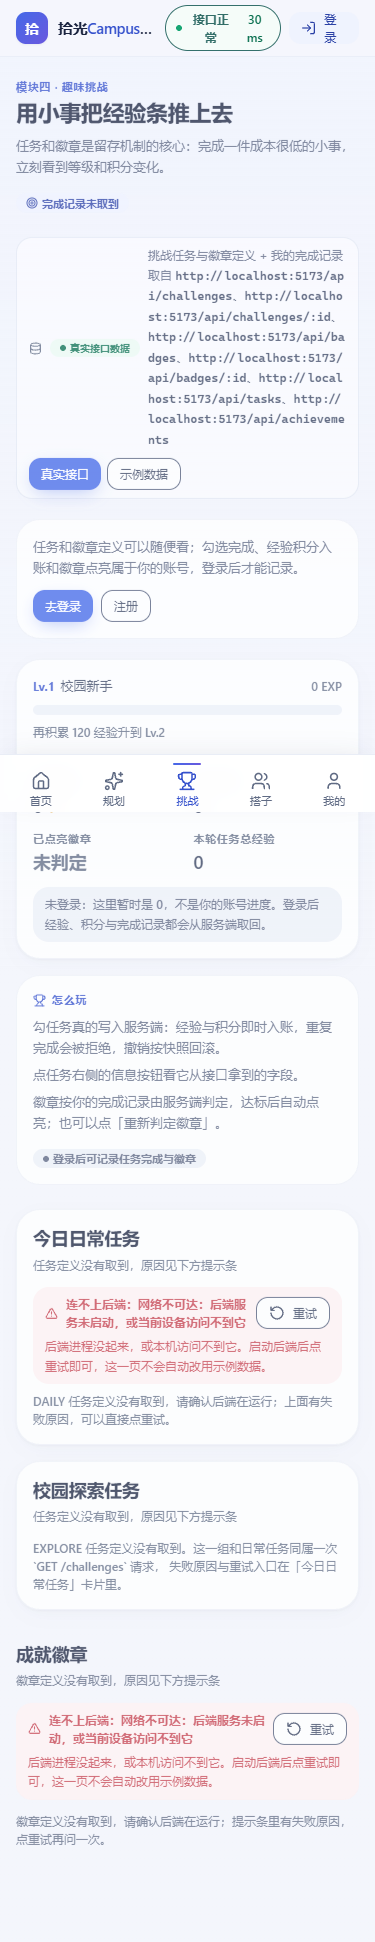 拾 拾光Campus... 接口正常 30 ms 登录
模块四 · 趣味挑战
用小事把经验条推上去
任务和徽章是留存机制的核心：完成一件成本很低的小事，
立刻看到等级和积分变化。
完成记录未取到
真实接口数据
挑战任务与徽章定义 + 我的完成记录
取自 http://localhost:5173/ap
i/challenges、http://localho
st:5173/api/challenges/:id、
http://localhost:5173/api/ba
dges、http://localhost:5173/
api/badges/:id、http://local
host:5173/api/tasks、http://
localhost:5173/api/achieveme
nts
真实接口 示例数据
任务和徽章定义可以随便看；勾选完成、经验积分入
账和徽章点亮属于你的账号，登录后才能记录。
去登录 注册
Lv.1 校园新手 0 EXP
再积累 120 经验升到 Lv.2
首页 规划 挑战 搭子 我的
已点亮徽章 本轮任务总经验
未判定 0
未登录：这里暂时是 0，不是你的账号进度。登录后
经验、积分与完成记录都会从服务端取回。
怎么玩
勾任务真的写入服务端：经验与积分即时入账，重复
完成会被拒绝，撤销按快照回滚。
点任务右侧的信息按钮看它从接口拿到的字段。
徽章按你的完成记录由服务端判定，达标后自动点
亮；也可以点「重新判定徽章」。
登录后可记录任务完成与徽章
今日日常任务
任务定义没有取到，原因见下方提示条
连不上后端：网络不可达：后端服
务未启动，或当前设备访问不到它
重试
后端进程没起来，或本机访问不到它。启动后端后点
重试即可，这一页不会自动改用示例数据。
DAILY 任务定义没有取到，请确认后端在运行；上面有失
败原因，可以直接点重试。
校园探索任务
任务定义没有取到，原因见下方提示条
EXPLORE 任务定义没有取到。这一组和日常任务同属一次
`GET /challenges` 请求， 失败原因与重试入口在「今日日
常任务」卡片里。
成就徽章
徽章定义没有取到，原因见下方提示条
连不上后端：网络不可达：后端服务未启
动，或当前设备访问不到它
重试
后端进程没起来，或本机访问不到它。启动后端后点重试即
可，这一页不会自动改用示例数据。
徽章定义没有取到，请确认后端在运行；提示条里有失败原因，
点重试再问一次。